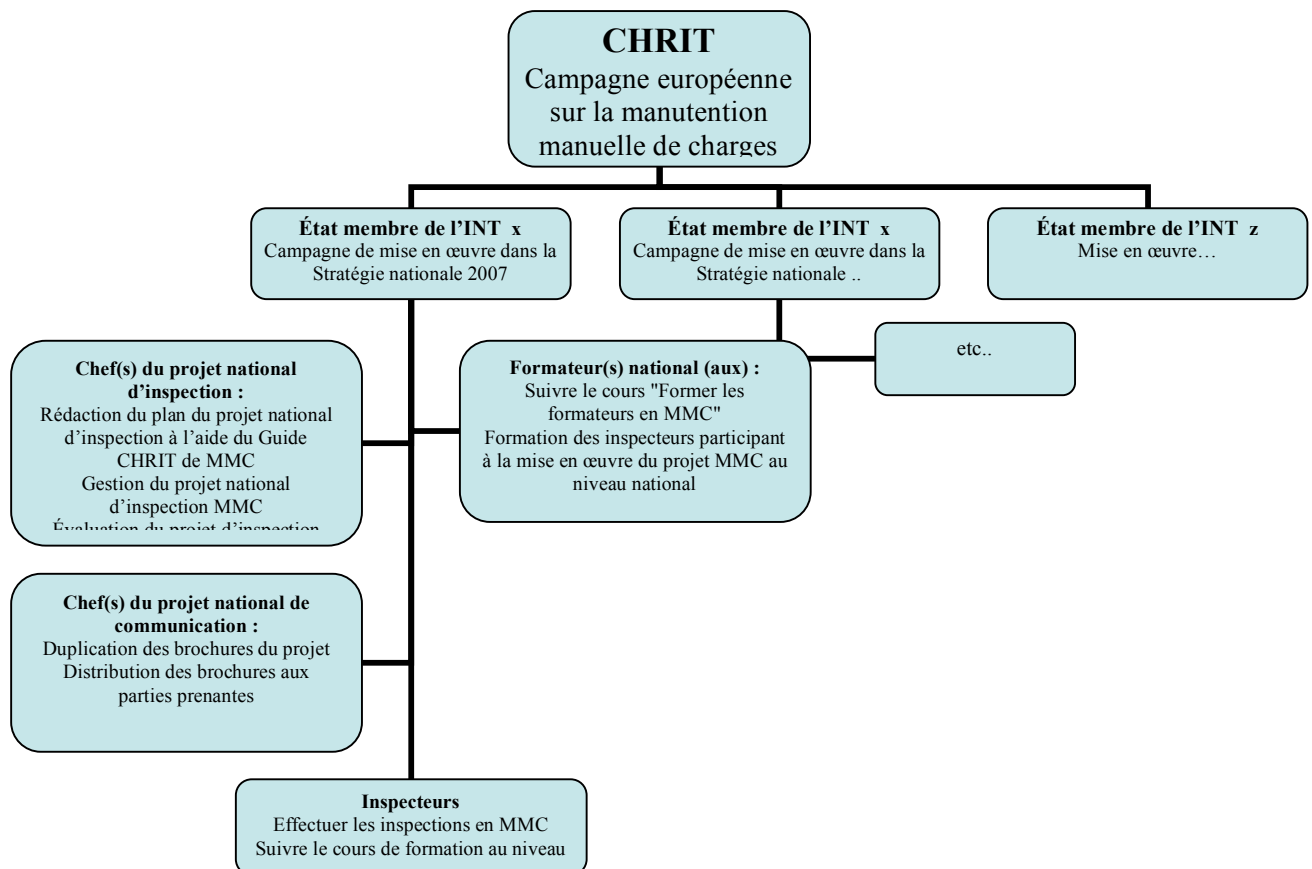 CHRIT
Campagne européenne
sur la manutention
manuelle de charges
État membre de l’INT x
Campagne de mise en œuvre dans la
Stratégie nationale 2007
État membre de l’INT x
Campagne de mise en œuvre dans la
Stratégie nationale ..
État membre de l’INT z
Mise en œuvre…
etc..
Chef(s) du projet national
d’inspection :
Rédaction du plan du projet national
d’inspection à l’aide du Guide
CHRIT de MMC
Gestion du projet national
d’inspection MMC
Évaluation du projet d’inspection
Formateur(s) national (aux) :
Suivre le cours "Former les
formateurs en MMC"
Formation des inspecteurs participant
à la mise en œuvre du projet MMC au
niveau national
Chef(s) du projet national de
communication :
Duplication des brochures du projet
Distribution des brochures aux
parties prenantes
Inspecteurs
Effectuer les inspections en MMC
Suivre le cours de formation au niveau